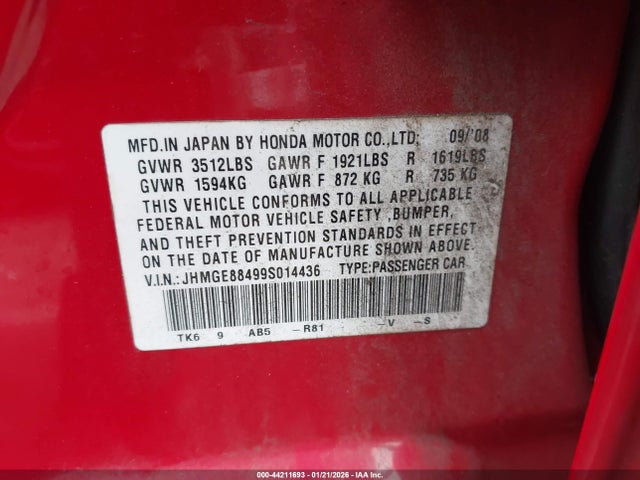 MFD.IN JAPAN BY HONDA MOTOR CO.,LTD; 09/'08
GVWR 3512LBS GAWR F 1921LBS R 1619LBS
GVWR 1594KG GAWR F 872 KG R 735 KG
THIS VEHICLE CONFORMS TO ALL APPLICABLE
FEDERAL MOTOR VEHICLE SAFETY ,BUMPER,
AND THEFT PREVENTION STANDARDS IN EFFECT
ON THE DATE OF MANUFACTURE SHOWN ABOVE.
V.I.N.: JHMGE88499S014436 TYPE:PASSENGER CAR
TK6 9 AB5 -R81 -V -S
000-44211693 - 01/21/2026 - IAA Inc. (C)